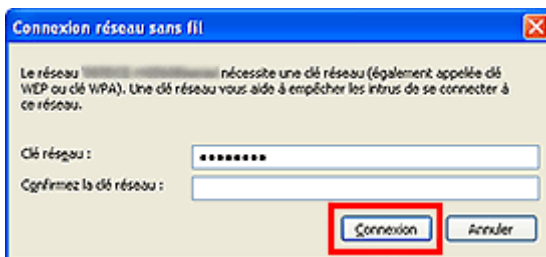 Connexion réseau sans fil
Le réseau nécessite une clé réseau (également appelée clé
WEP ou clé WPA). Une clé réseau vous aide à empêcher les intrus de se connecter à
ce réseau.
Clé réseau : ••••••••
Confirmez la clé réseau :
Connexion Annuler